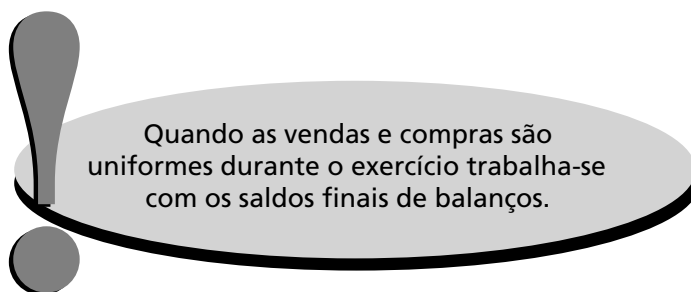 Quando as vendas e compras são
uniformes durante o exercício trabalha-se
com os saldos finais de balanços.